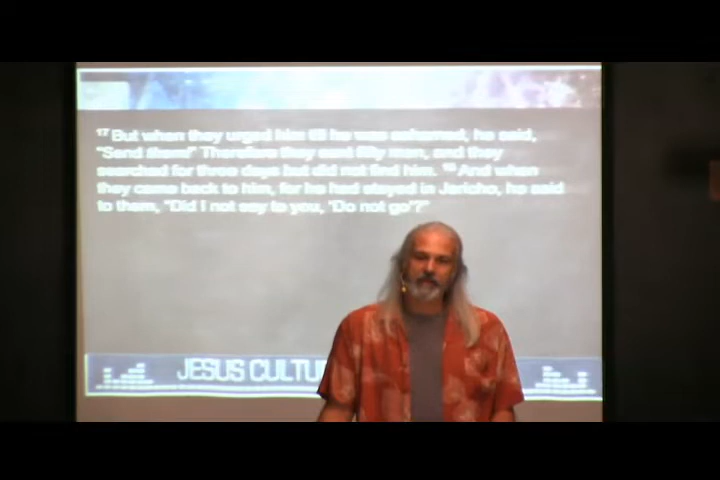 17 But when they urged him till he was ashamed, he said,
"Send them!" Therefore they sent fifty men, and they
searched for three days but did not find him. 18 And when
they came back to him, for he had stayed in Jericho, he said
to them, "Did I not say to you, 'Do not go'?"
JESUS CULTU